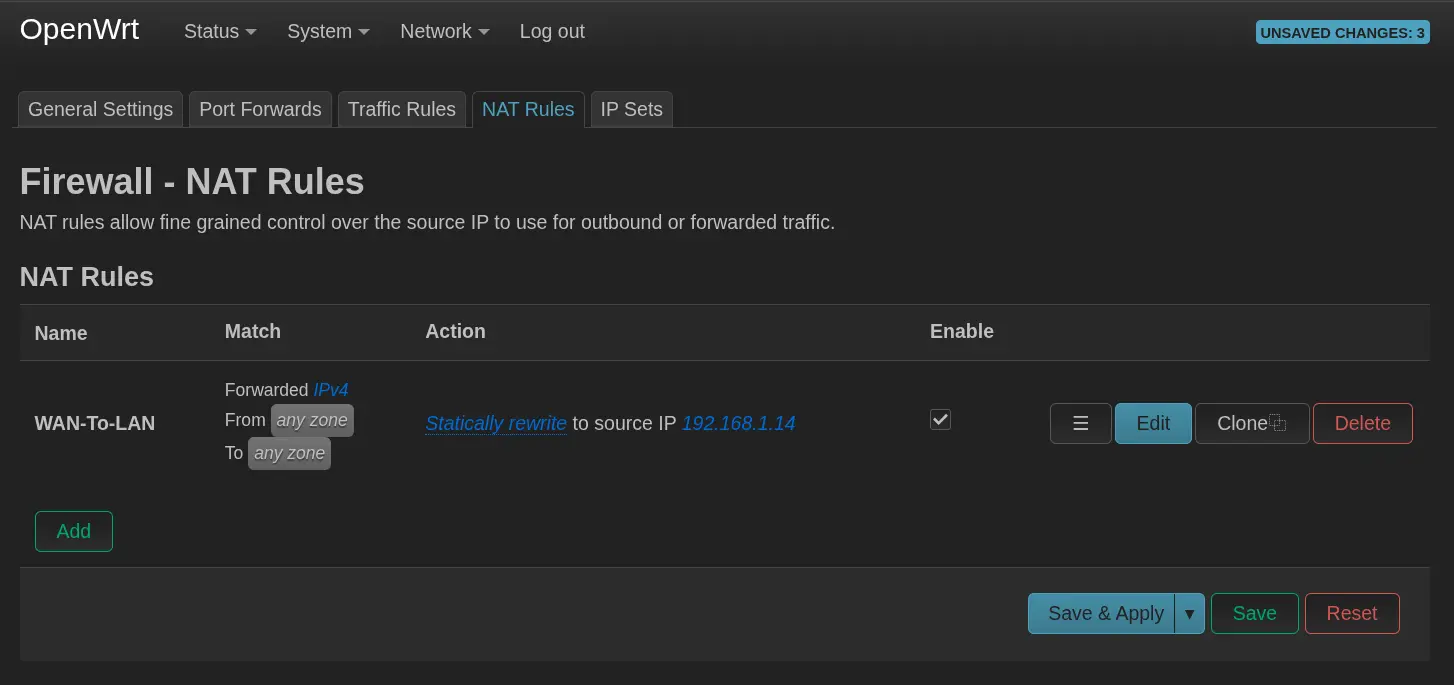 OpenWrt Status System Network Log out UNSAVED CHANGES: 3
General Settings Port Forwards Traffic Rules NAT Rules IP Sets
Firewall - NAT Rules
NAT rules allow fine grained control over the source IP to use for outbound or forwarded traffic.
NAT Rules
Name Match Action Enable
Forwarded IPv4
From any zone
To any zone
WAN-To-LAN Statically rewrite to source IP 192.168.1.14 ☰ Edit Clone Delete
Add
Save & Apply ▼ Save Reset